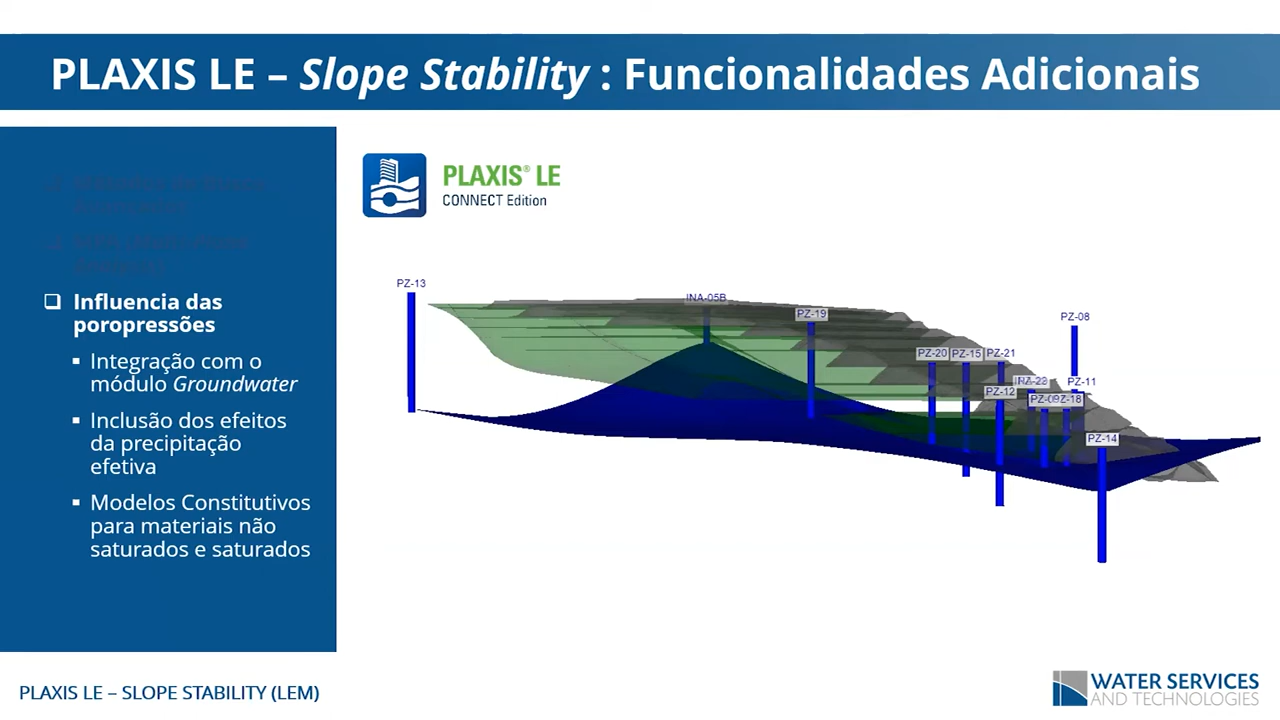 PLAXIS LE – Slope Stability : Funcionalidades Adicionais
❑ Influencia das
poropressões
▪ Integração com o
módulo Groundwater
▪ Inclusão dos efeitos
da precipitação
efetiva
▪ Modelos Constitutivos
para materiais não
saturados e saturados
PLAXIS® LE
CONNECT Edition
PZ-13
INA-05B
PZ-19
PZ-08
PZ-20
PZ-15
PZ-21
PZ-11
PZ-12
PZ-14
PLAXIS LE – SLOPE STABILITY (LEM)
WATER SERVICES
AND TECHNOLOGIES